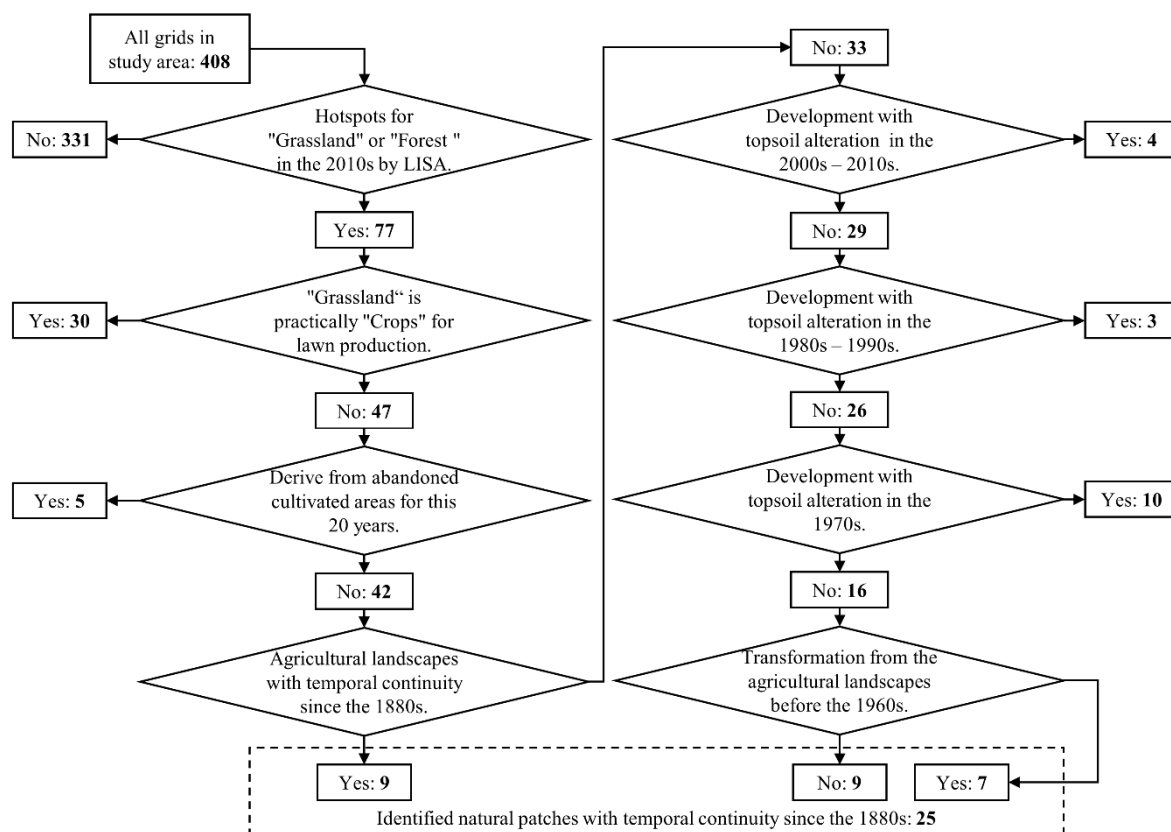 All grids in
study area: 408
Hotspots for
"Grassland" or "Forest "
in the 2010s by LISA.
No: 331
Yes: 77
"Grassland“ is
practically "Crops" for
lawn production.
Yes: 30
No: 47
Derive from abandoned
cultivated areas for this
20 years.
Yes: 5
No: 42
Agricultural landscapes
with temporal continuity
since the 1880s.
Yes: 9
No: 33
Development with
topsoil alteration in the
2000s – 2010s.
Yes: 4
No: 29
Development with
topsoil alteration in the
1980s – 1990s.
Yes: 3
No: 26
Development with
topsoil alteration in the
1970s.
Yes: 10
No: 16
Transformation from the
agricultural landscapes
before the 1960s.
No: 9
Yes: 7
Identified natural patches with temporal continuity since the 1880s: 25